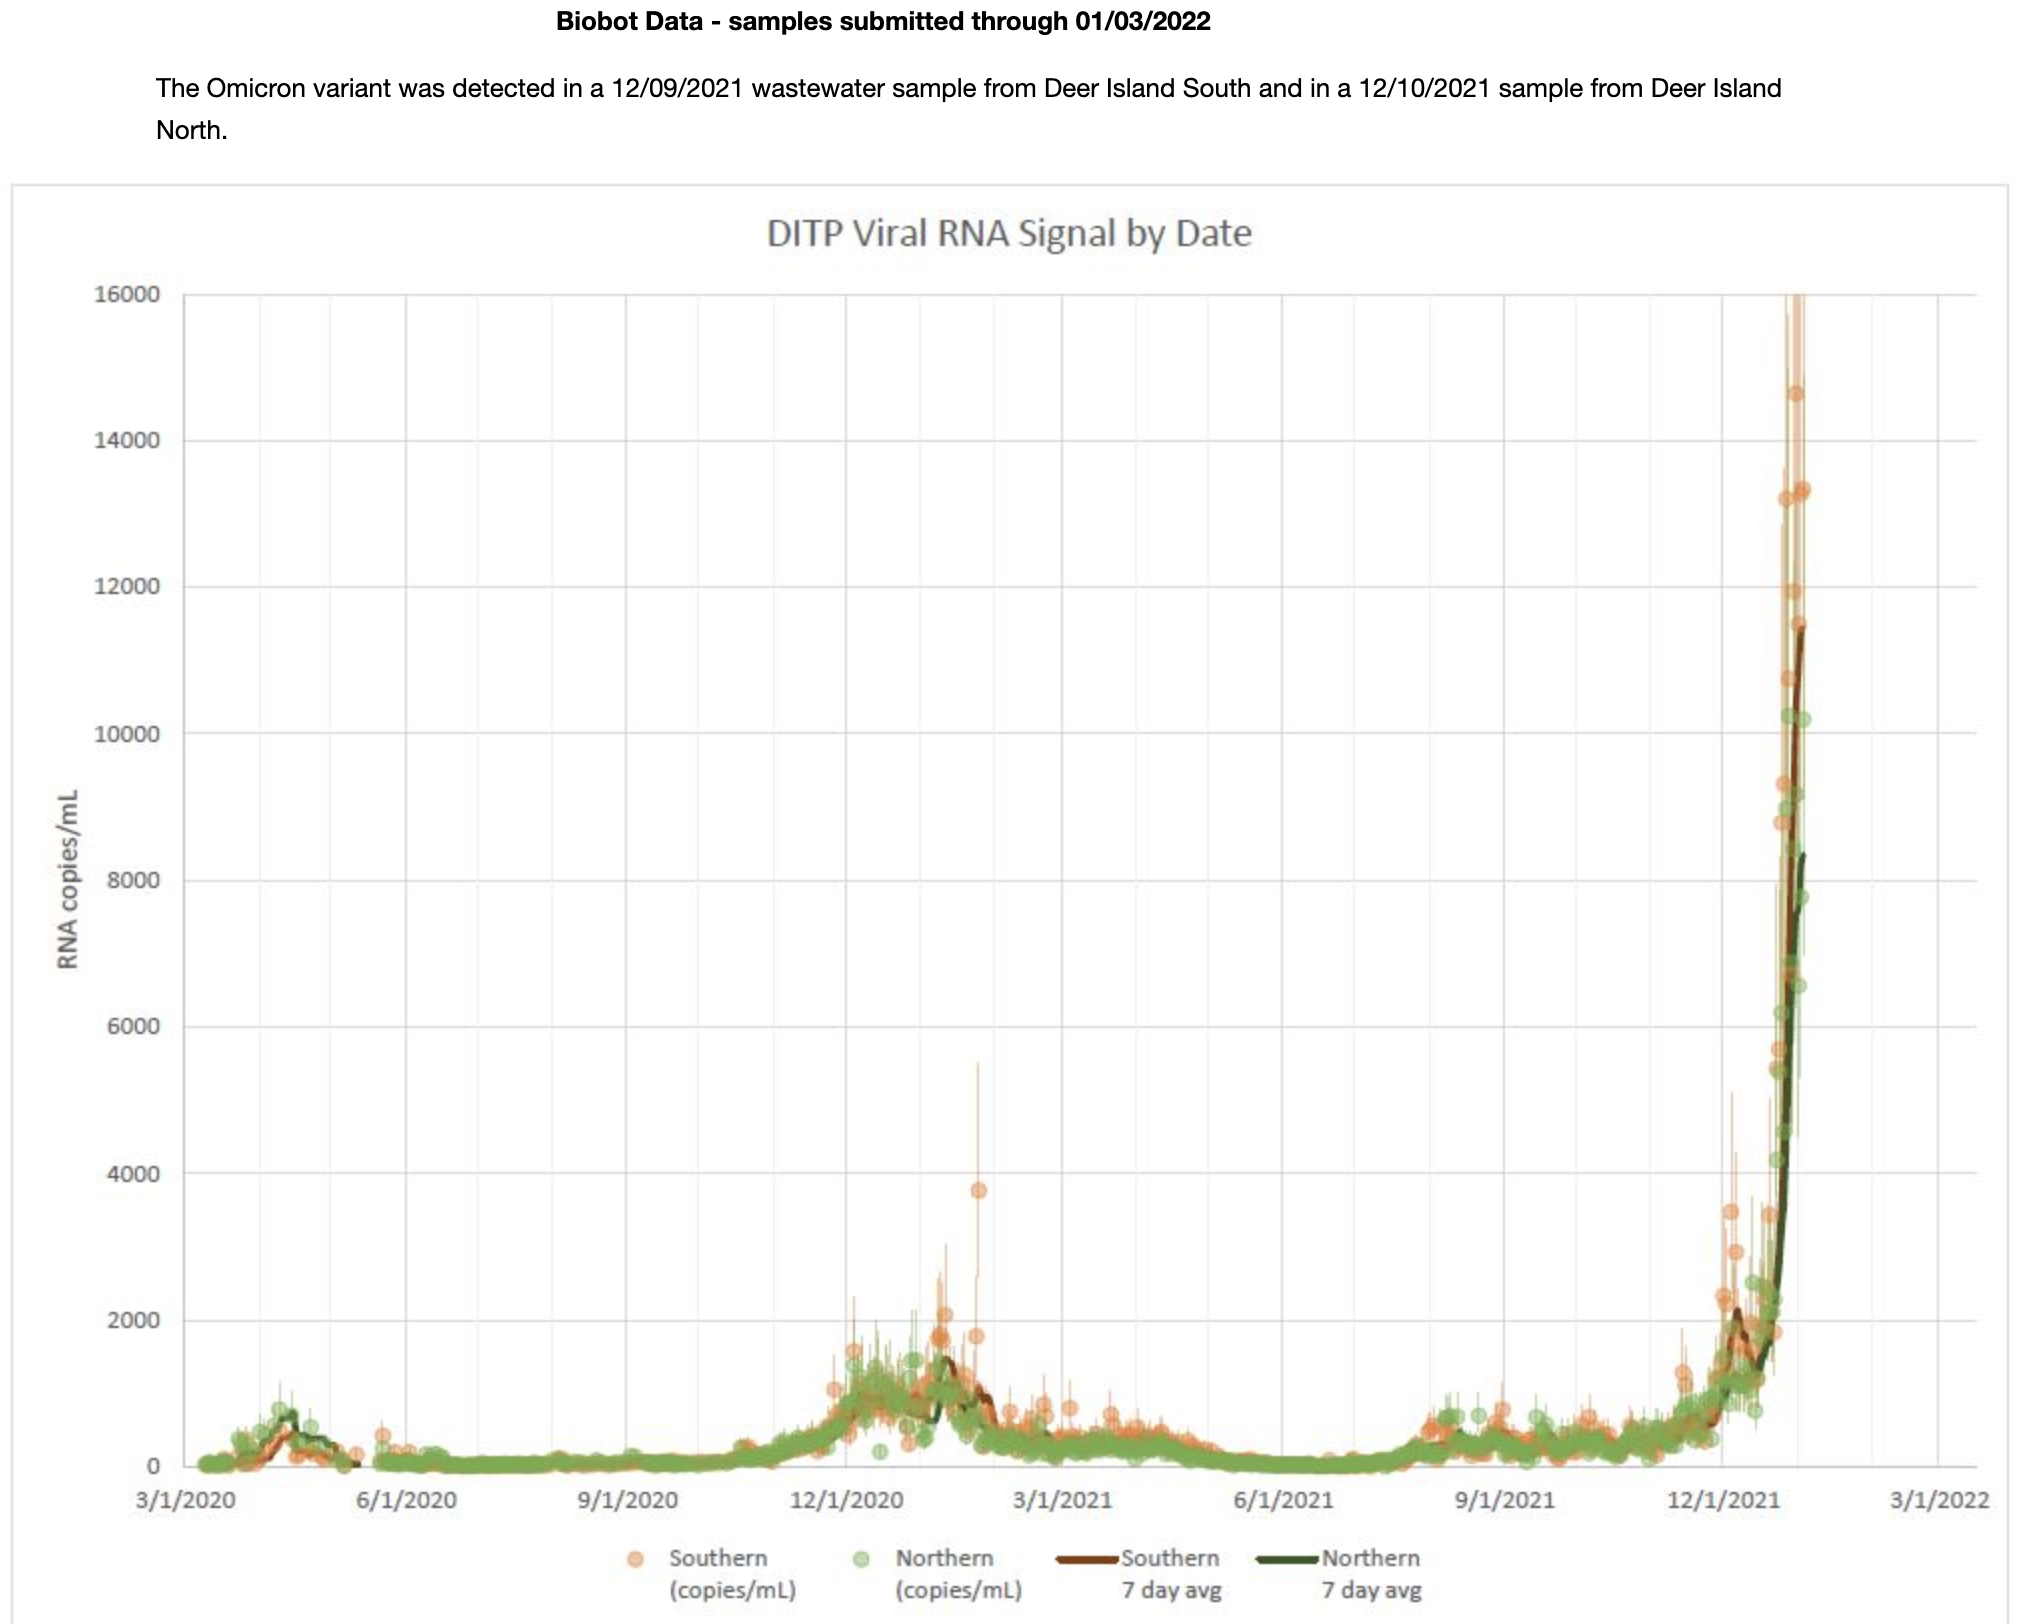 Biobot Data - samples submitted through 01/03/2022
The Omicron variant was detected in a 12/09/2021 wastewater sample from Deer Island South and in a 12/10/2021 sample from Deer Island
North.
DITP Viral RNA Signal by Date
16000
14000
12000
10000
8000
6000
4000
2000
0
RNA copies/mL
3/1/2020 6/1/2020 9/1/2020 12/1/2020 3/1/2021 6/1/2021 9/1/2021 12/1/2021 3/1/2022
Southern Northern Southern Northern
(copies/mL) (copies/mL) 7 day avg 7 day avg